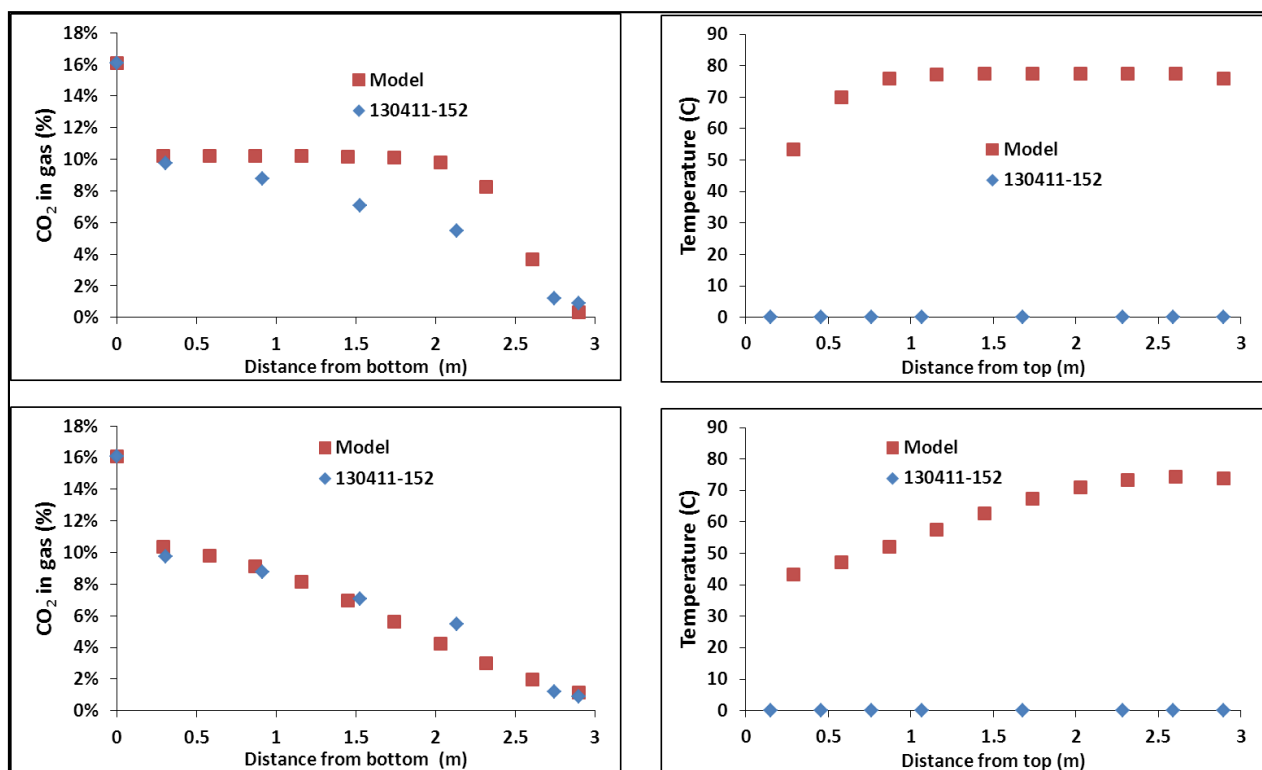 18%
16%
14%
12%
10%
8%
6%
4%
2%
0%
CO2 in gas (%)
Model
130411-152
0 0.5 1 1.5 2 2.5 3
Distance from bottom (m)
90
80
70
60
50
40
30
20
10
0
Temperature (C)
Model
130411-152
0 0.5 1 1.5 2 2.5 3
Distance from top (m)
18%
16%
14%
12%
10%
8%
6%
4%
2%
0%
CO2 in gas (%)
Model
130411-152
0 0.5 1 1.5 2 2.5 3
Distance from bottom (m)
90
80
70
60
50
40
30
20
10
0
Temperature (C)
Model
130411-152
0 0.5 1 1.5 2 2.5 3
Distance from top (m)